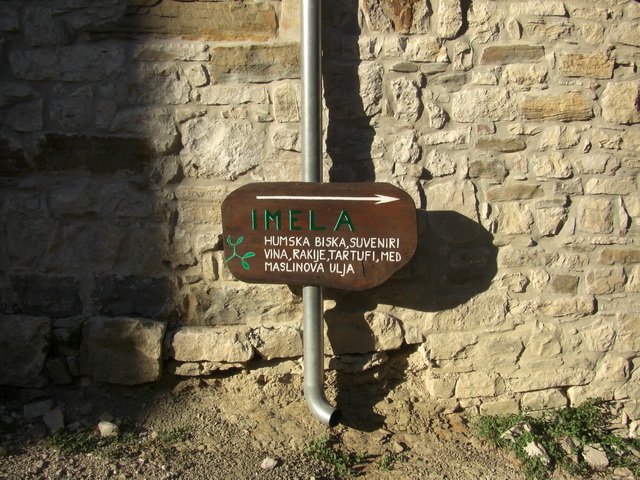 IMELA
HUMSKA BISKA,SUVENIRI
VINA,RAKIJE,TARTUFI,MED
MASLINOVA ULJA